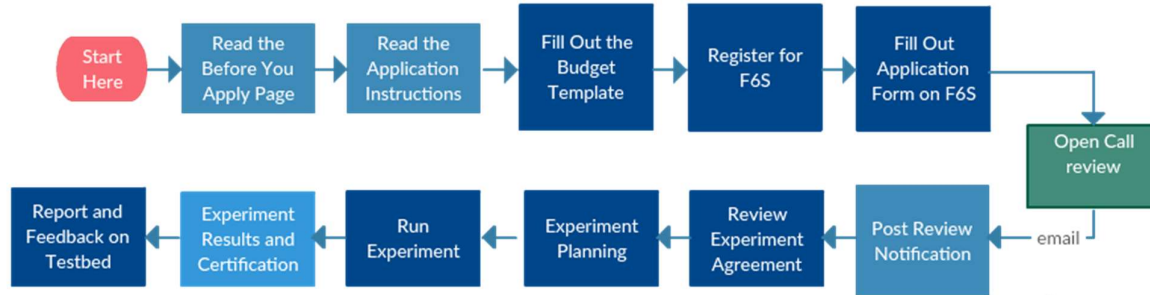 Start
Here
Read the
Before You
Apply Page
Read the
Application
Instructions
Fill Out the
Budget
Template
Register for
F6S
Fill Out
Application
Form on F6S
Open Call
review
email
Post Review
Notification
Review
Experiment
Agreement
Experiment
Planning
Run
Experiment
Experiment
Results and
Certification
Report and
Feedback on
Testbed